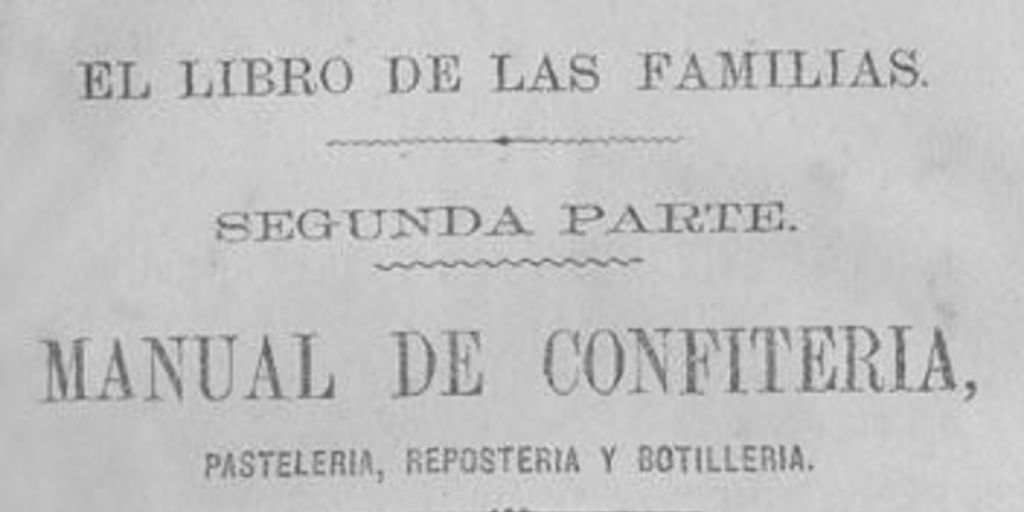 EL LIBRO DE LAS FAMILIAS.
SEGUNDA PARTE.
MANUAL DE CONFITERIA,
PASTELERIA, REPOSTERIA Y BOTILLERIA.